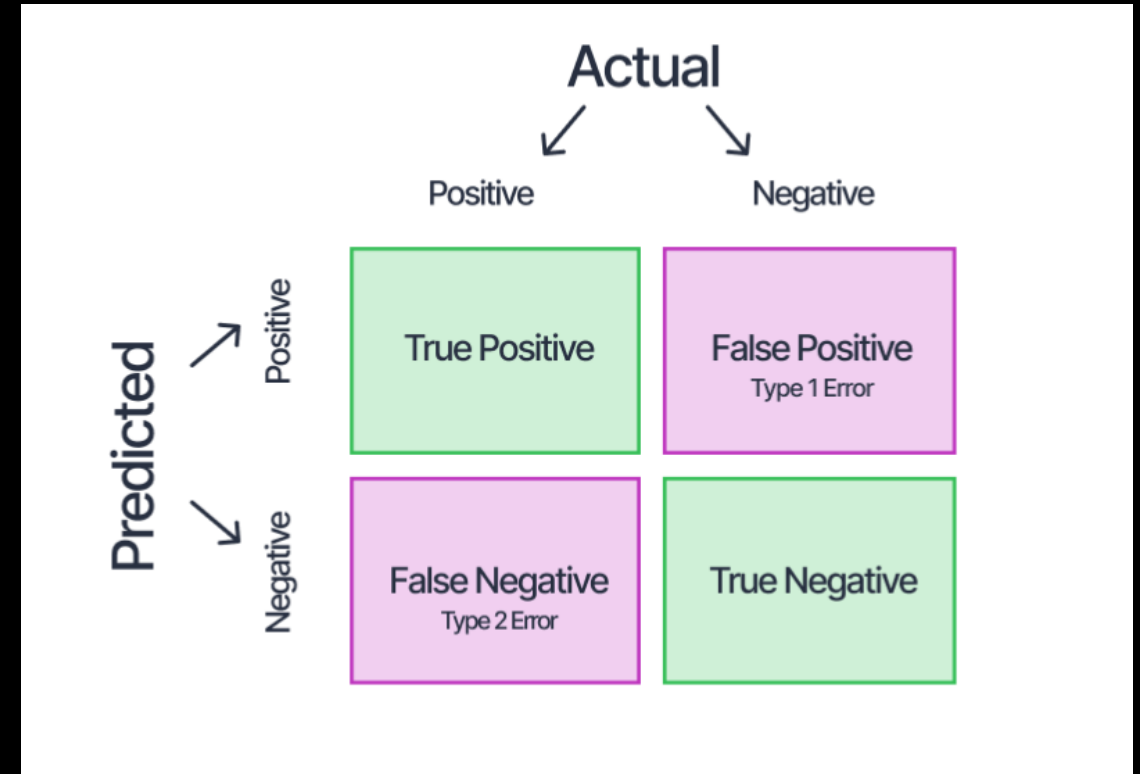 Actual
Positive
Negative
Predicted
Positive
True Positive
False Positive
Type 1 Error
Negative
False Negative
Type 2 Error
True Negative